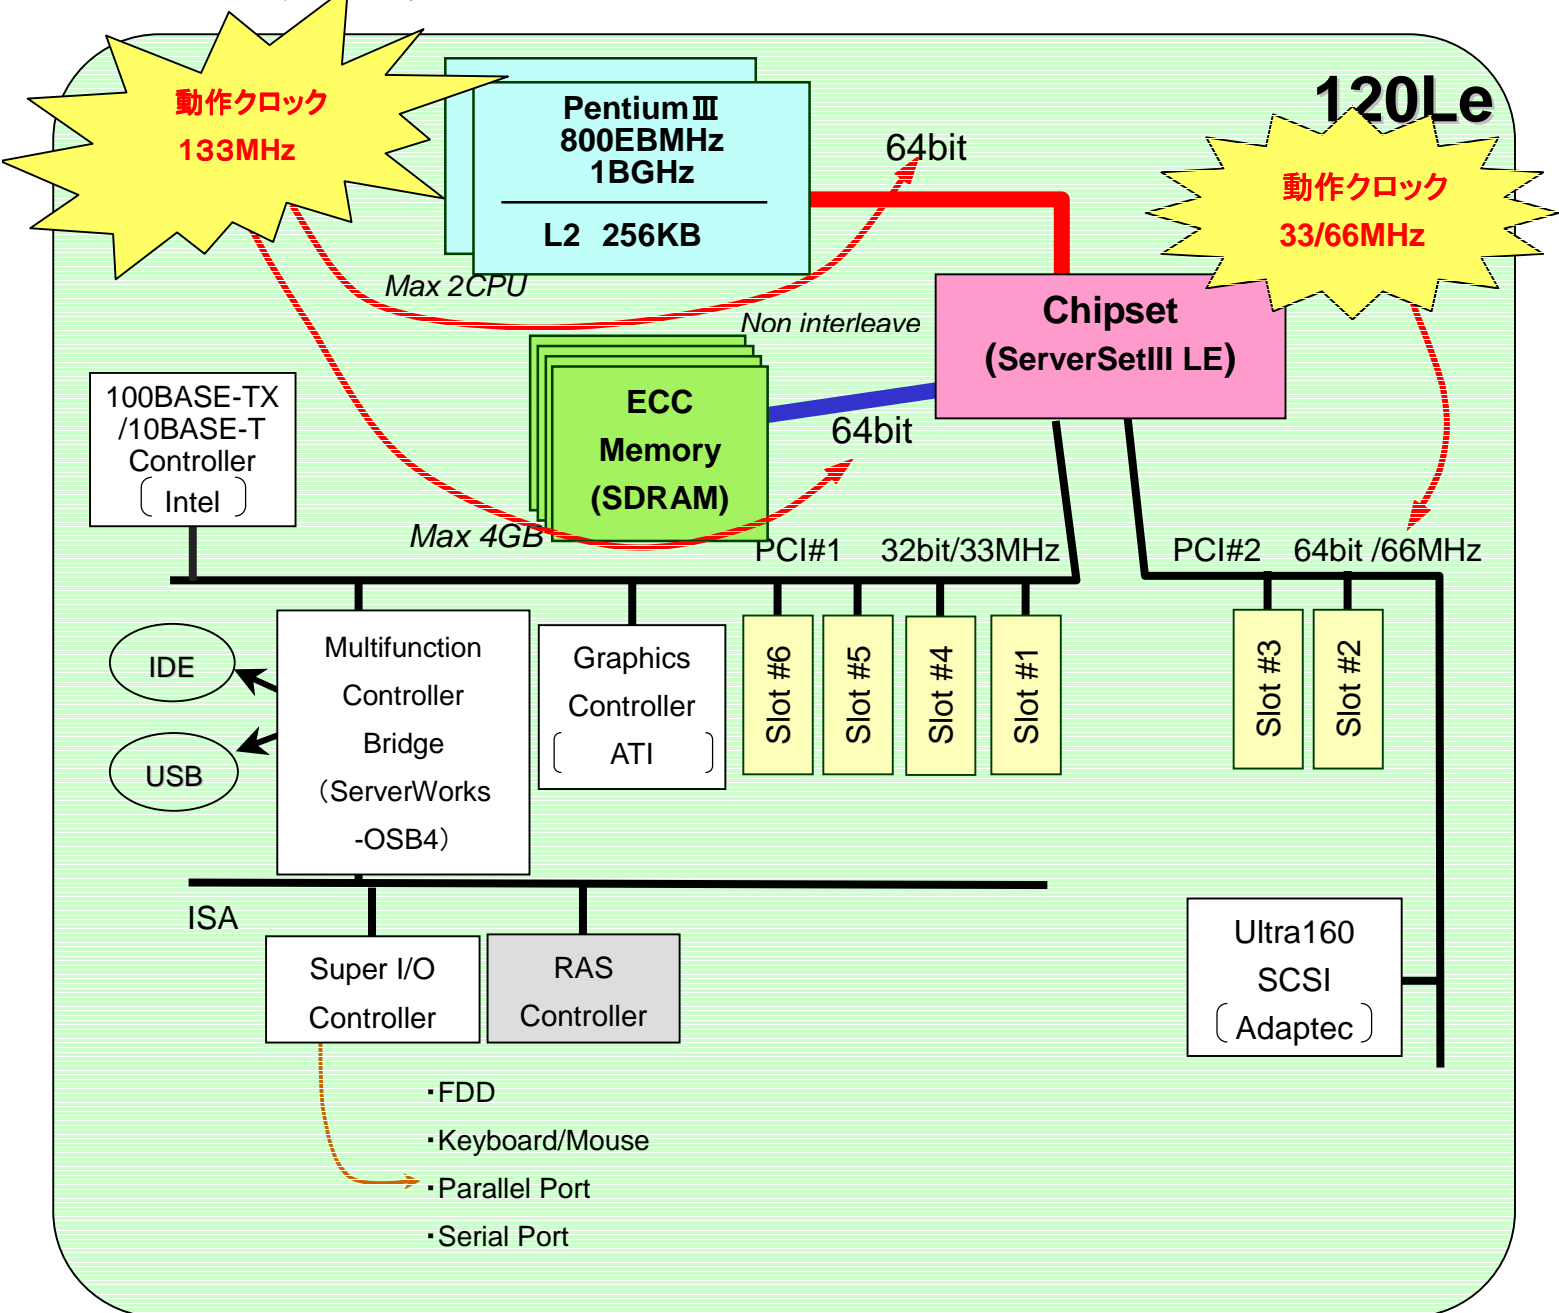 120Le
動作クロック
133MHz
PentiumⅢ
800EBMHz
1BGHz
L2 256KB
64bit
動作クロック
33/66MHz
Max 2CPU
Non interleave
Chipset
(ServerSetIII LE)
100BASE-TX
/10BASE-T
Controller
〔 Intel 〕
ECC
Memory
(SDRAM)
64bit
Max 4GB
PCI#1 32bit/33MHz
PCI#2 64bit /66MHz
IDE
USB
Multifunction
Controller
Bridge
（ServerWorks
-OSB4）
Graphics
Controller
〔 ATI 〕
Slot #6
Slot #5
Slot #4
Slot #1
Slot #3
Slot #2
ISA
Super I/O
Controller
RAS
Controller
Ultra160
SCSI
〔 Adaptec 〕
・FDD
・Keyboard/Mouse
・Parallel Port
・Serial Port